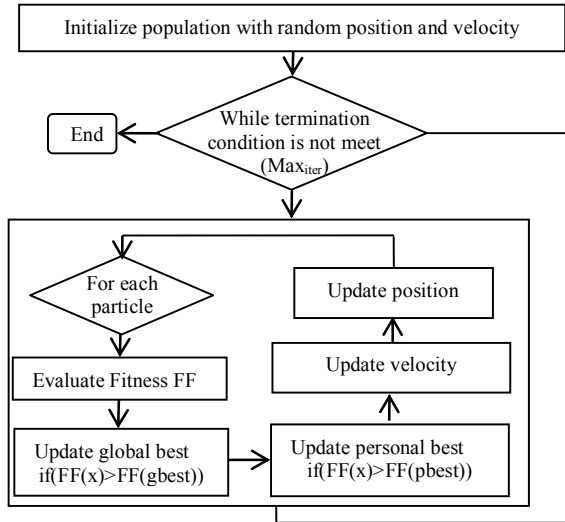 Initialize population with random position and velocity
End
While termination
condition is not meet
(Maxiter)
For each
particle
Update position
Evaluate Fitness FF
Update velocity
Update global best
if(FF(x)>FF(gbest))
Update personal best
if(FF(x)>FF(pbest))